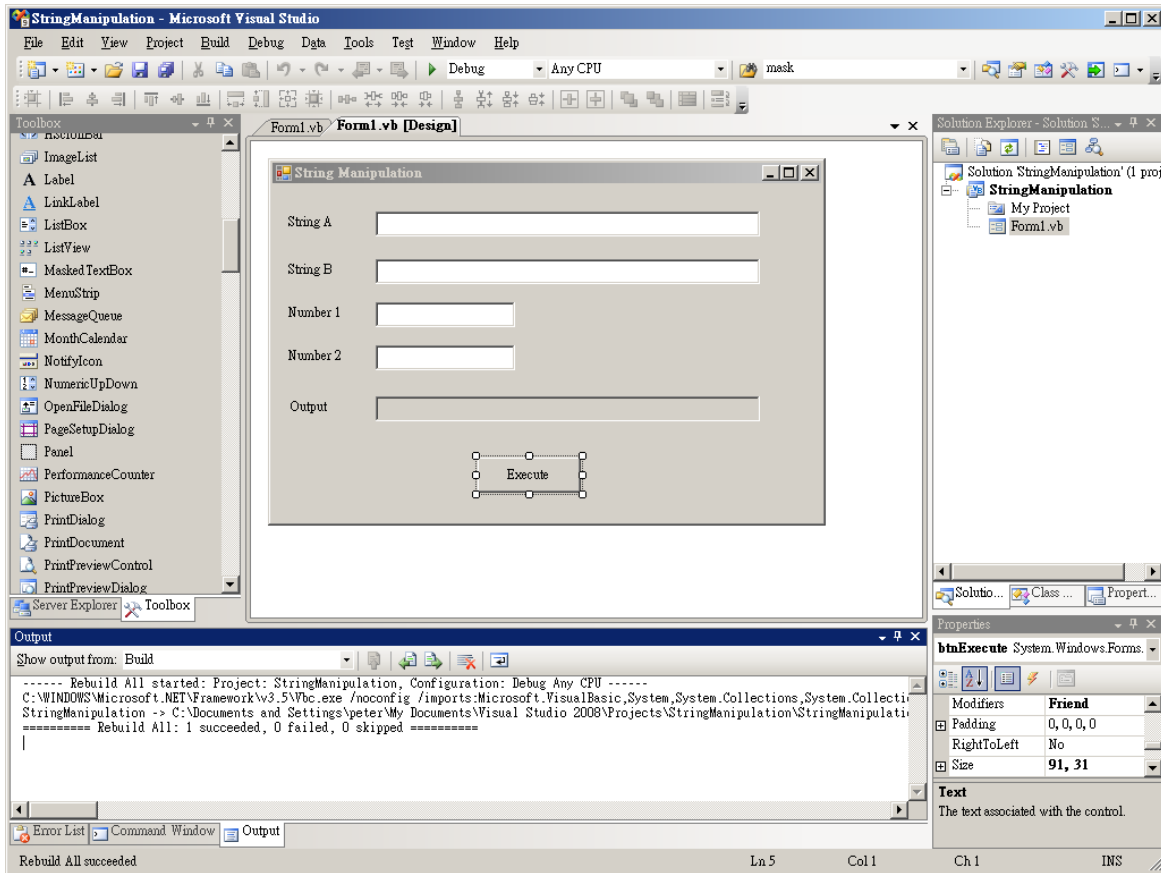 StringManipulation - Microsoft Visual Studio
File Edit View Project Build Debug Data Tools Test Window Help
Debug Any CPU mask
Toolbox
Form1.vb Form1.vb [Design]
Solution Explorer - Solution 'S...
ImageList
A Label
A LinkLabel
ListBox
ListView
MaskedTextBox
MenuStrip
MessageQueue
MonthCalendar
NotifyIcon
NumericUpDown
OpenFileDialog
PageSetupDialog
Panel
PerformanceCounter
PictureBox
PrintDialog
PrintDocument
PrintPreviewControl
PrintPreviewDialog
Server Explorer Toolbox
String Manipulation
String A
String B
Number 1
Number 2
Output
Execute
Solution 'StringManipulation' (1 proj
StringManipulation
My Project
Form1.vb
Solutio... Class ... Propert...
Output
Show output from: Build
------ Rebuild All started: Project: StringManipulation, Configuration: Debug Any CPU ------
C:\WINDOWS\Microsoft.NET\Framework\v3.5\Vbc.exe /noconfig /imports:Microsoft.VisualBasic,System,System.Collections,System.Collecti
StringManipulation -> C:\Documents and Settings\peter\My Documents\Visual Studio 2008\Projects\StringManipulation\StringManipulati
========== Rebuild All: 1 succeeded, 0 failed, 0 skipped ==========
Error List Command Window Output
Properties
btnExecute System.Windows.Forms.
Modifiers Friend
Padding 0, 0, 0, 0
RightToLeft No
Size 91, 31
Text
The text associated with the control.
Rebuild All succeeded Ln 5 Col 1 Ch 1 INS